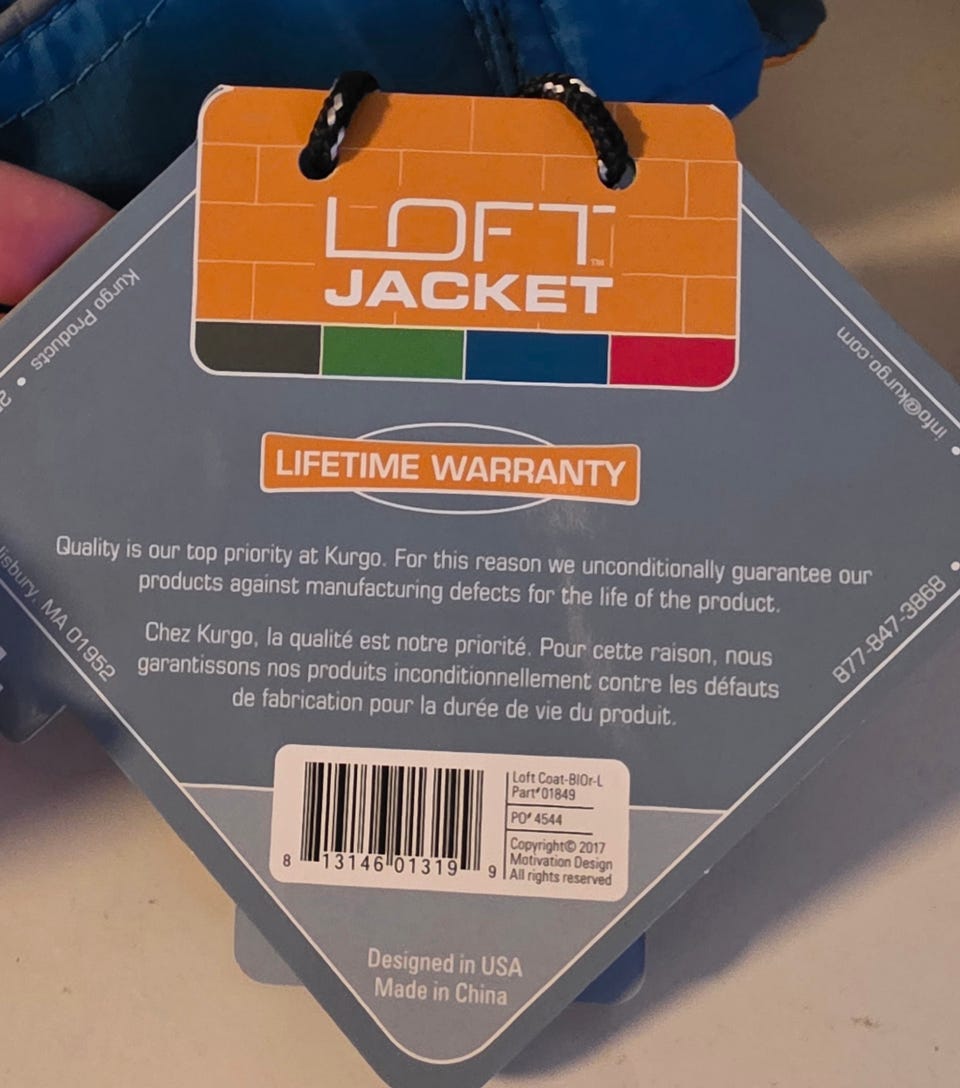 LOFT™
JACKET
Kurgo Products •
info@kurgo.com •
LIFETIME WARRANTY
Quality is our top priority at Kurgo. For this reason we unconditionally guarantee our
products against manufacturing defects for the life of the product.
Chez Kurgo, la qualité est notre priorité. Pour cette raison, nous
garantissons nos produits inconditionnellement contre les défauts
de fabrication pour la durée de vie du produit.
MA 01952
877-847-3868 •
Loft Coat-BlOr-L
Part# 01849
PO# 4544
Copyright© 2017
Motivation Design
All rights reserved
8 13146 01319 9
Designed in USA
Made in China